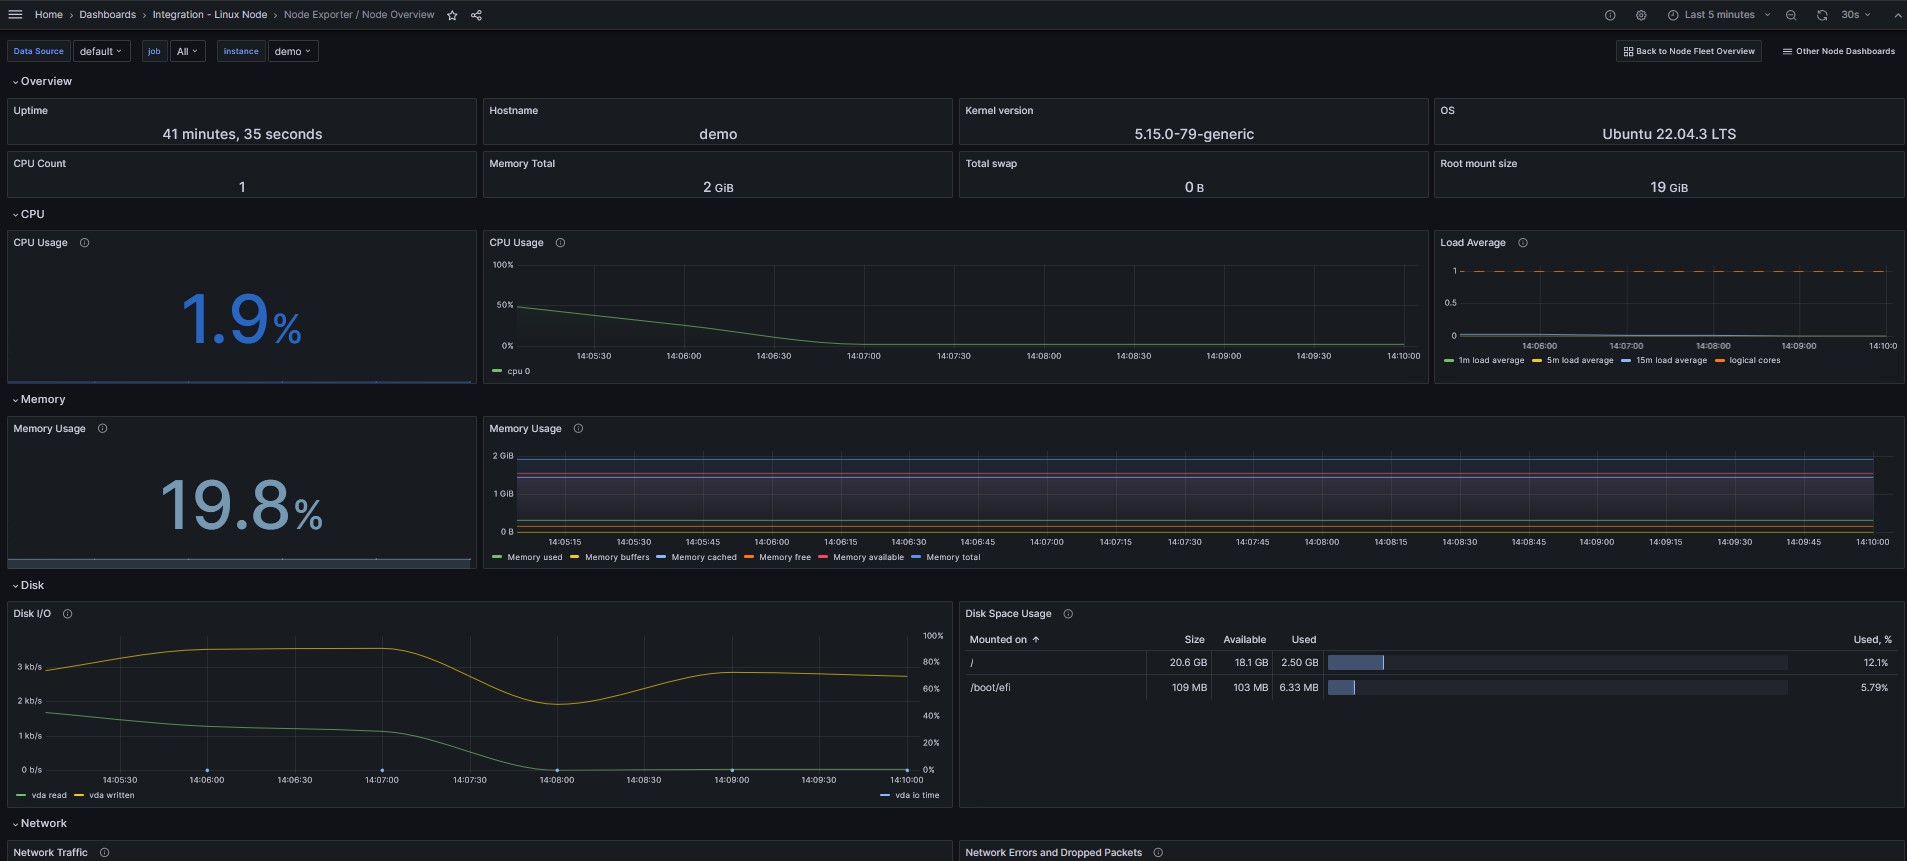 Home › Dashboards › Integration - Linux Node › Node Exporter / Node Overview
Last 5 minutes
30s
Data Source default job All instance demo
Back to Node Fleet Overview
Other Node Dashboards
Overview
Uptime
41 minutes, 35 seconds
Hostname
demo
Kernel version
5.15.0-79-generic
OS
Ubuntu 22.04.3 LTS
CPU Count
1
Memory Total
2 GiB
Total swap
0 B
Root mount size
19 GiB
CPU
CPU Usage
1.9%
CPU Usage
100%
50%
0%
14:05:30 14:06:00 14:06:30 14:07:00 14:07:30 14:08:00 14:08:30 14:09:00 14:09:30 14:10:00
cpu 0
Load Average
1
0.5
0
14:06:00 14:07:00 14:08:00 14:09:00 14:10:0
1m load average 5m load average 15m load average logical cores
Memory
Memory Usage
19.8%
Memory Usage
2 GiB
1 GiB
0 B
14:05:15 14:05:30 14:05:45 14:06:00 14:06:15 14:06:30 14:06:45 14:07:00 14:07:15 14:07:30 14:07:45 14:08:00 14:08:15 14:08:30 14:08:45 14:09:00 14:09:15 14:09:30 14:09:45 14:10:00
Memory used Memory buffers Memory cached Memory free Memory available Memory total
Disk
Disk I/O
3 kb/s
2 kb/s
1 kb/s
0 b/s
100%
80%
60%
40%
20%
0%
14:05:30 14:06:00 14:06:30 14:07:00 14:07:30 14:08:00 14:08:30 14:09:00 14:09:30 14:10:00
vda read vda written vda io time
Disk Space Usage
Mounted on Size Available Used Used, %
/ 20.6 GB 18.1 GB 2.50 GB 12.1%
/boot/efi 109 MB 103 MB 6.33 MB 5.79%
Network
Network Traffic
Network Errors and Dropped Packets